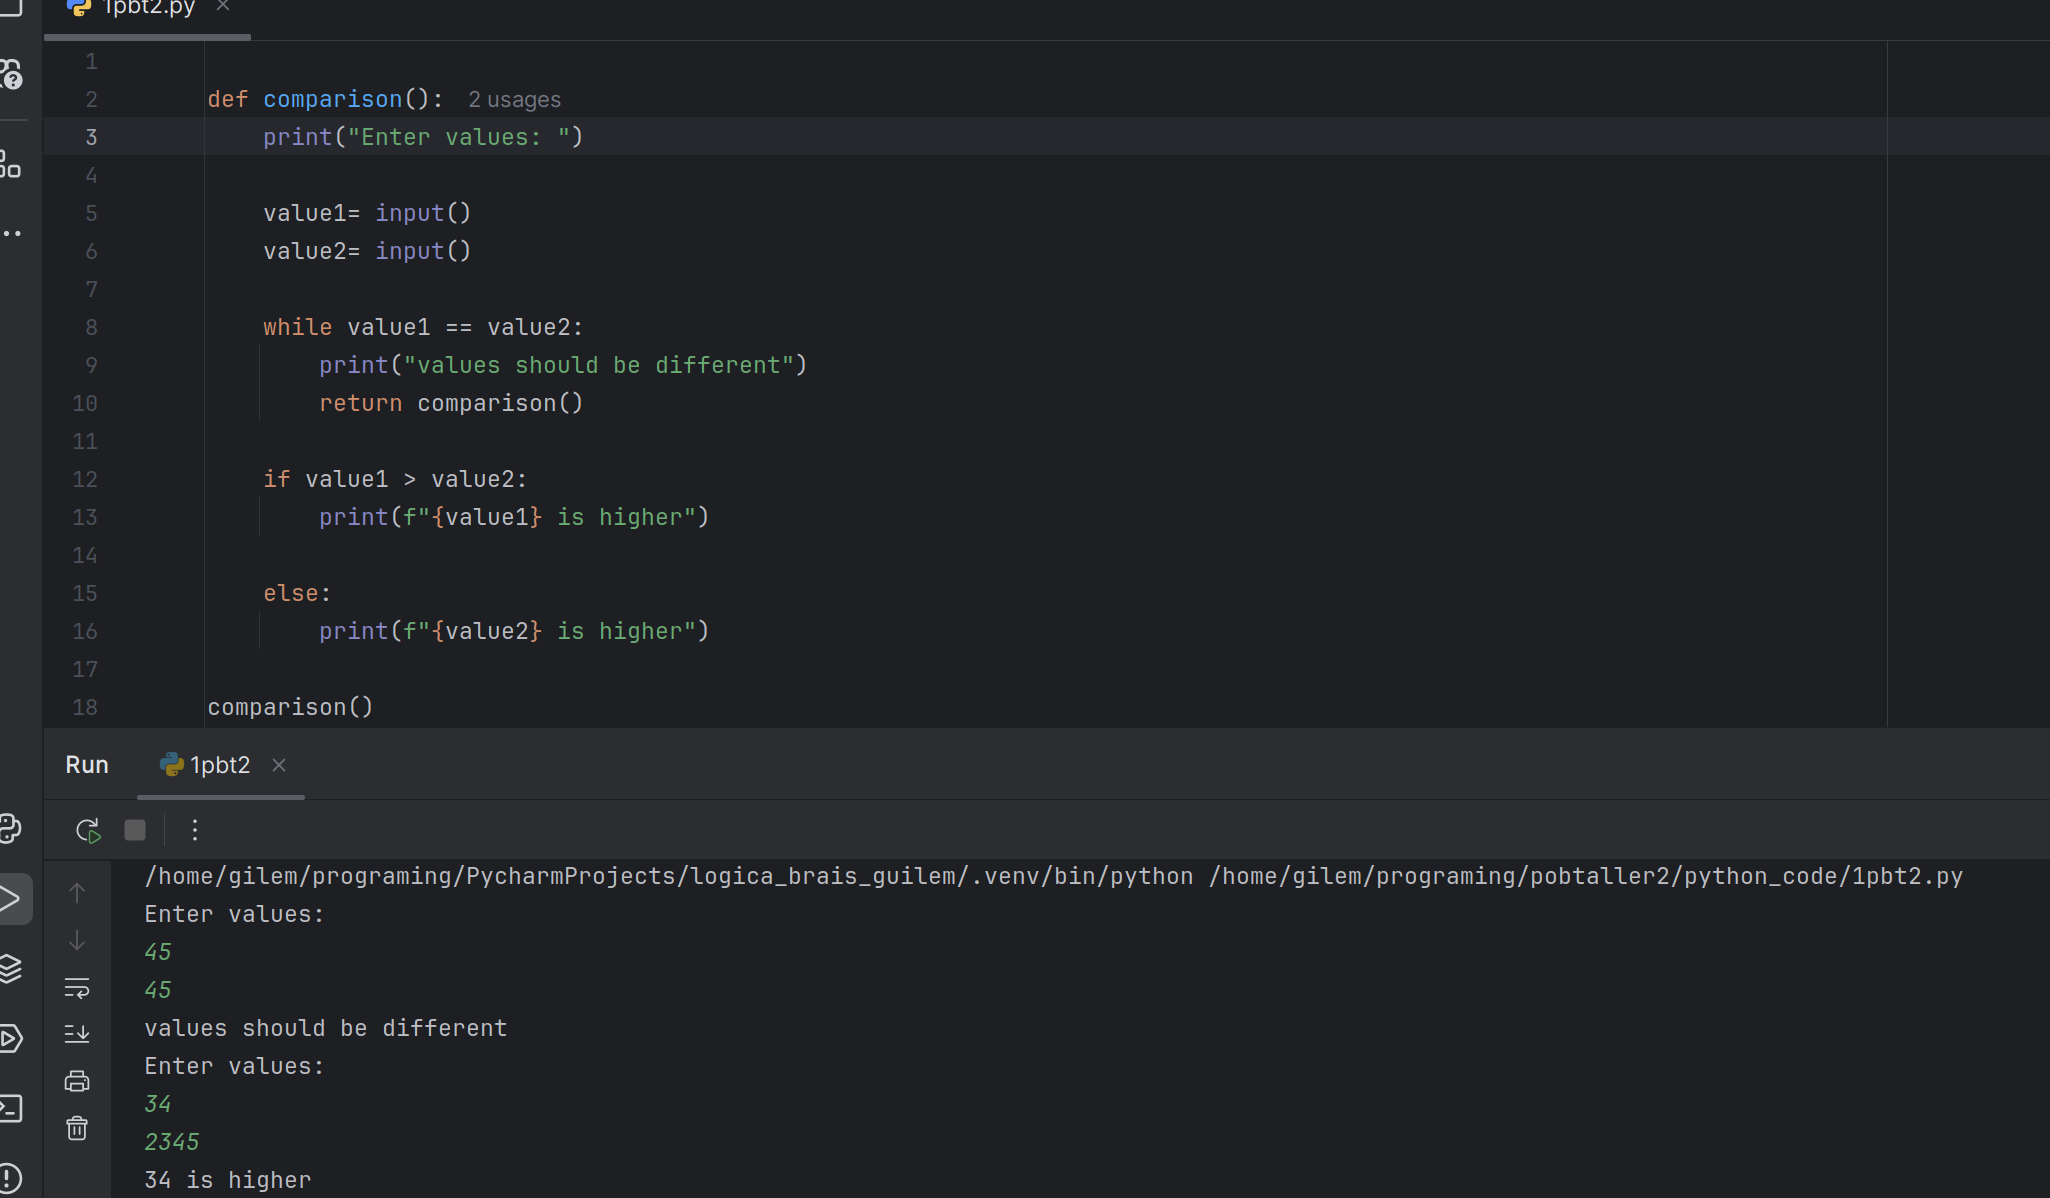 1pbt2.py
1
2 def comparison(): 2 usages
3 print("Enter values: ")
4
5 value1= input()
6 value2= input()
7
8 while value1 == value2:
9 print("values should be different")
10 return comparison()
11
12 if value1 > value2:
13 print(f"{value1} is higher")
14
15 else:
16 print(f"{value2} is higher")
17
18 comparison()
Run 1pbt2
/home/gilem/programing/PycharmProjects/logica_brais_guilem/.venv/bin/python /home/gilem/programing/pobtaller2/python_code/1pbt2.py
Enter values:
45
45
values should be different
Enter values:
34
2345
34 is higher